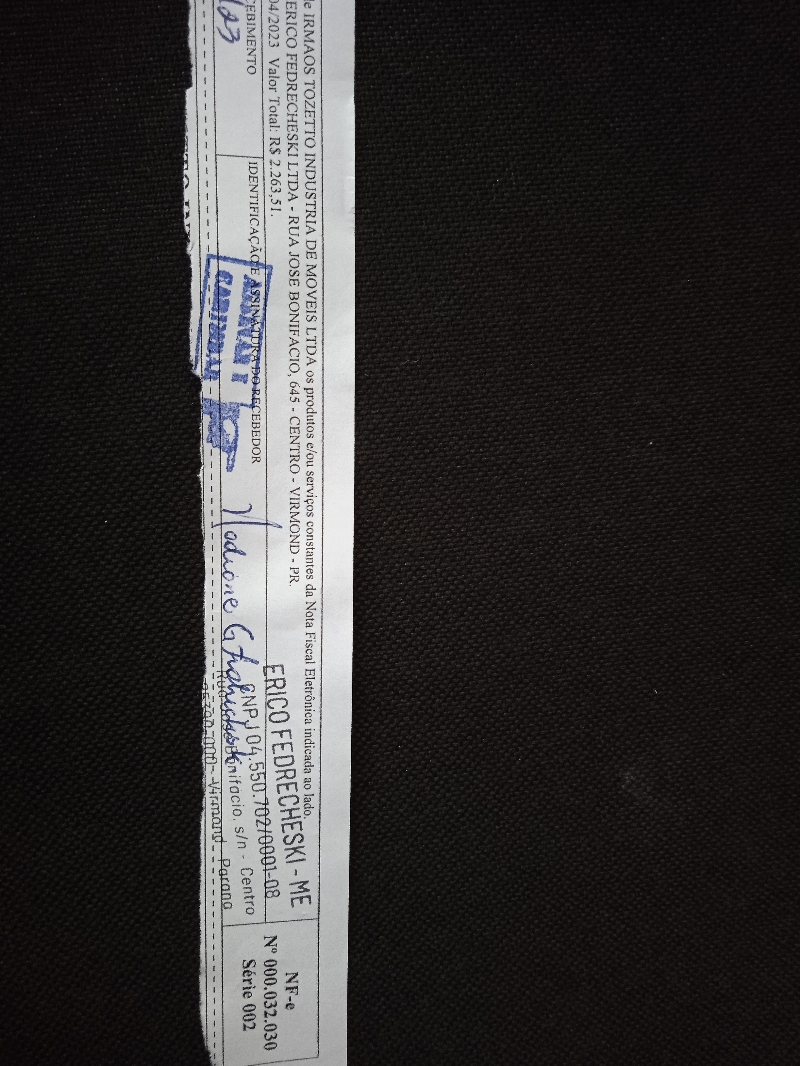 e IRMAOS TOZETTO INDUSTRIA DE MOVEIS LTDA os produtos e/ou serviços constantes da Nota Fiscal Eletrônica indicada ao lado.
ERICO FEDRECHESKI LTDA - RUA JOSE BONIFACIO, 645 - CENTRO - VIRMOND - PR.
04/2023 Valor Total: R$ 2.263,51.
CEBIMENTO
/23
IDENTIFICAÇÃO E ASSINATURA DO RECEBEDOR
ERICO FEDRECHESKI - ME
CNPJ 04.550.702/0001-08
Bonifacio, s/n - Centro
85390-000 - Virmond Parana
NF-e
Nº 000.032.030
Série 002